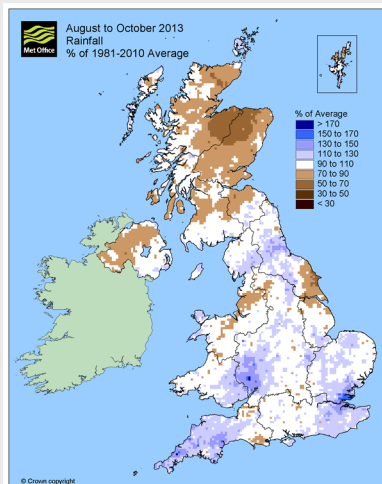 Met Office
August to October 2013
Rainfall
% of 1981-2010 Average
% of Average
> 170
150 to 170
130 to 150
110 to 130
90 to 110
70 to 90
50 to 70
30 to 50
< 30
© Crown copyright